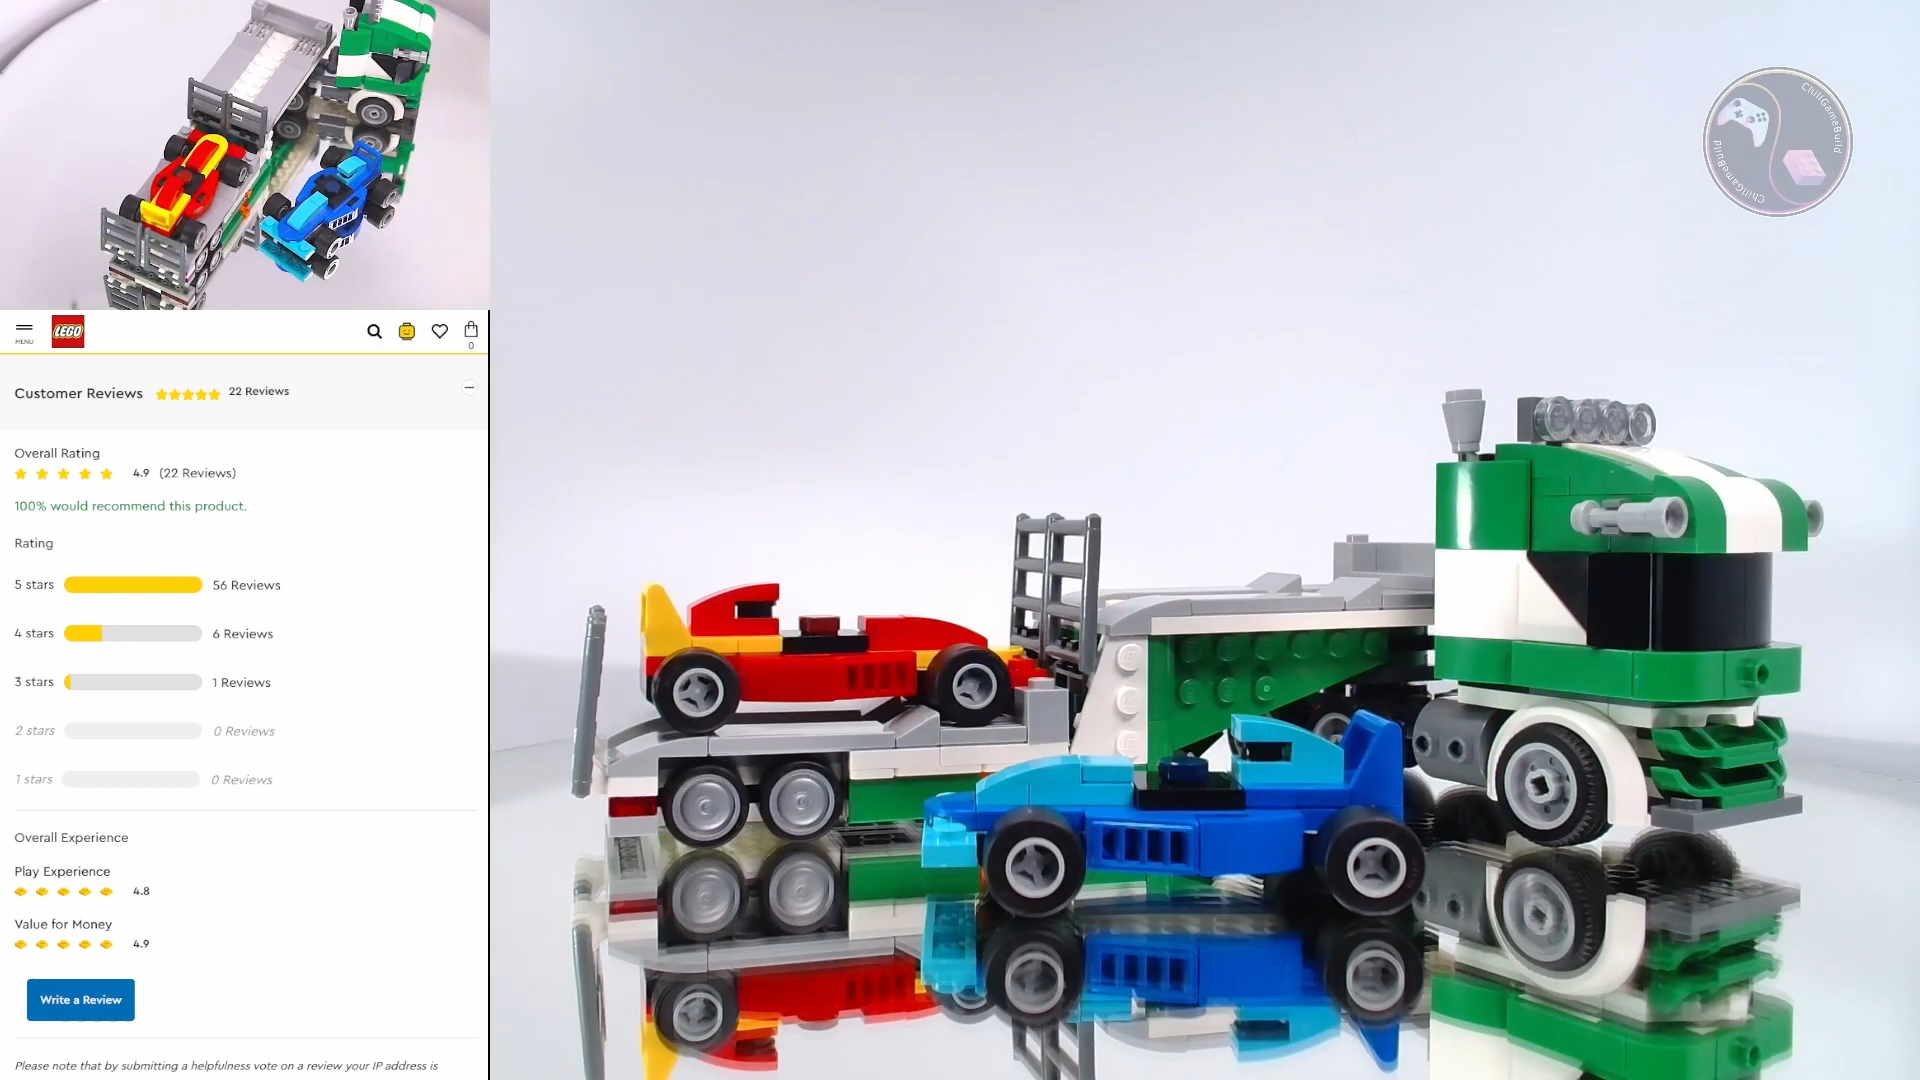 ChillGameBuild
ChillGameBuild
MENU
LEGO
0
Customer Reviews 22 Reviews
Overall Rating
4.9 (22 Reviews)
100% would recommend this product.
Rating
5 stars 56 Reviews
4 stars 6 Reviews
3 stars 1 Reviews
2 stars 0 Reviews
1 stars 0 Reviews
Overall Experience
Play Experience
4.8
Value for Money
4.9
Write a Review
Please note that by submitting a helpfulness vote on a review your IP address is